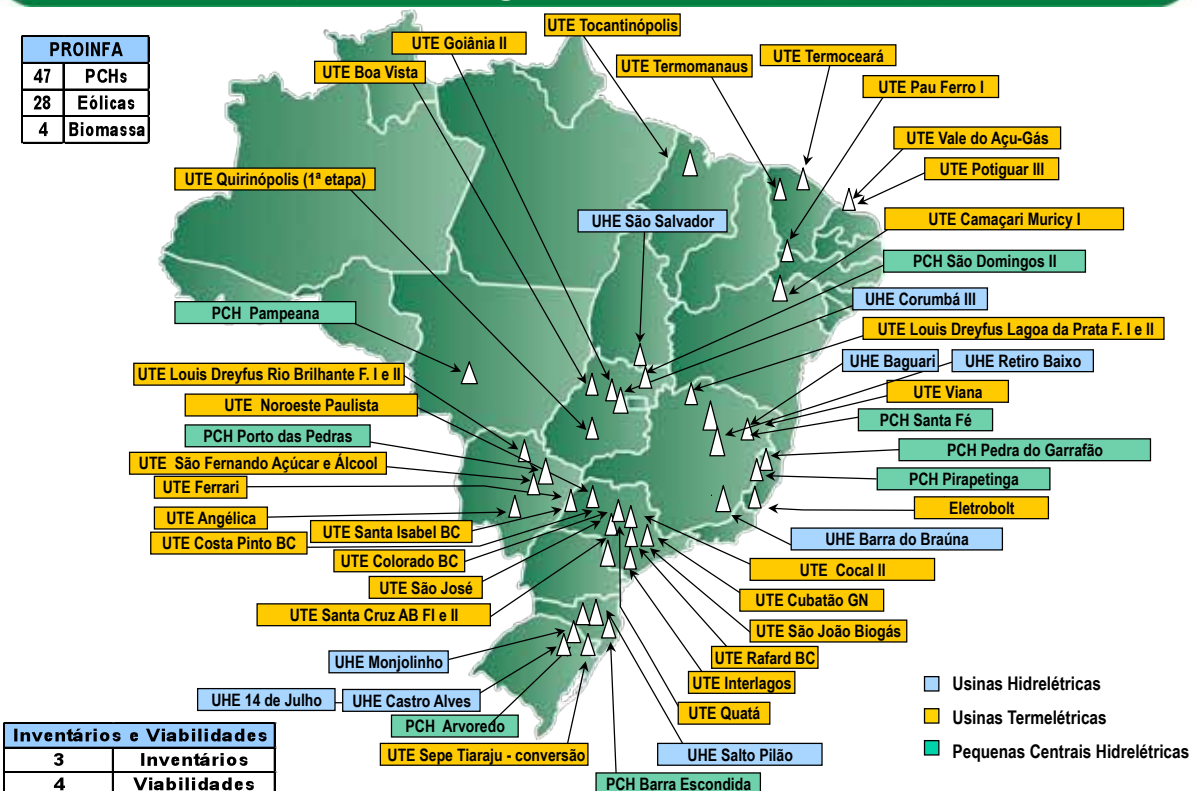 PROINFA
47 PCHs
28 Eólicas
4 Biomassa
UTE Tocantinópolis
UTE Goiânia II
UTE Boa Vista
UTE Termomanaus
UTE Termoceará
UTE Pau Ferro I
UTE Vale do Açu-Gás
UTE Potiguar III
UTE Quirinópolis (1ª etapa)
UHE São Salvador
UTE Camaçari Muricy I
PCH São Domingos II
UHE Corumbá III
PCH Pampeana
UTE Louis Dreyfus Lagoa da Prata F. I e II
UHE Baguari
UHE Retiro Baixo
UTE Louis Dreyfus Rio Brilhante F. I e II
UTE Viana
UTE Noroeste Paulista
PCH Santa Fé
PCH Porto das Pedras
PCH Pedra do Garrafão
UTE São Fernando Açúcar e Álcool
PCH Pirapetinga
UTE Ferrari
Eletrobolt
UTE Angélica
UTE Santa Isabel BC
UTE Costa Pinto BC
UHE Barra do Braúna
UTE Colorado BC
UTE Cocal II
UTE São José
UTE Cubatão GN
UTE Santa Cruz AB FI e II
UTE São João Biogás
UTE Rafard BC
UHE Monjolinho
UTE Interlagos
UHE 14 de Julho
UHE Castro Alves
UTE Quatá
PCH Arvoredo
UTE Sepe Tiaraju - conversão
UHE Salto Pilão
PCH Barra Escondida
Usinas Hidrelétricas
Usinas Termelétricas
Pequenas Centrais Hidrelétricas
Inventários e Viabilidades
3 Inventários
4 Viabilidades